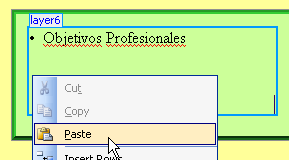 layer6
• Objetivos Profesionales
Cut
Copy
Paste
Insert Rows